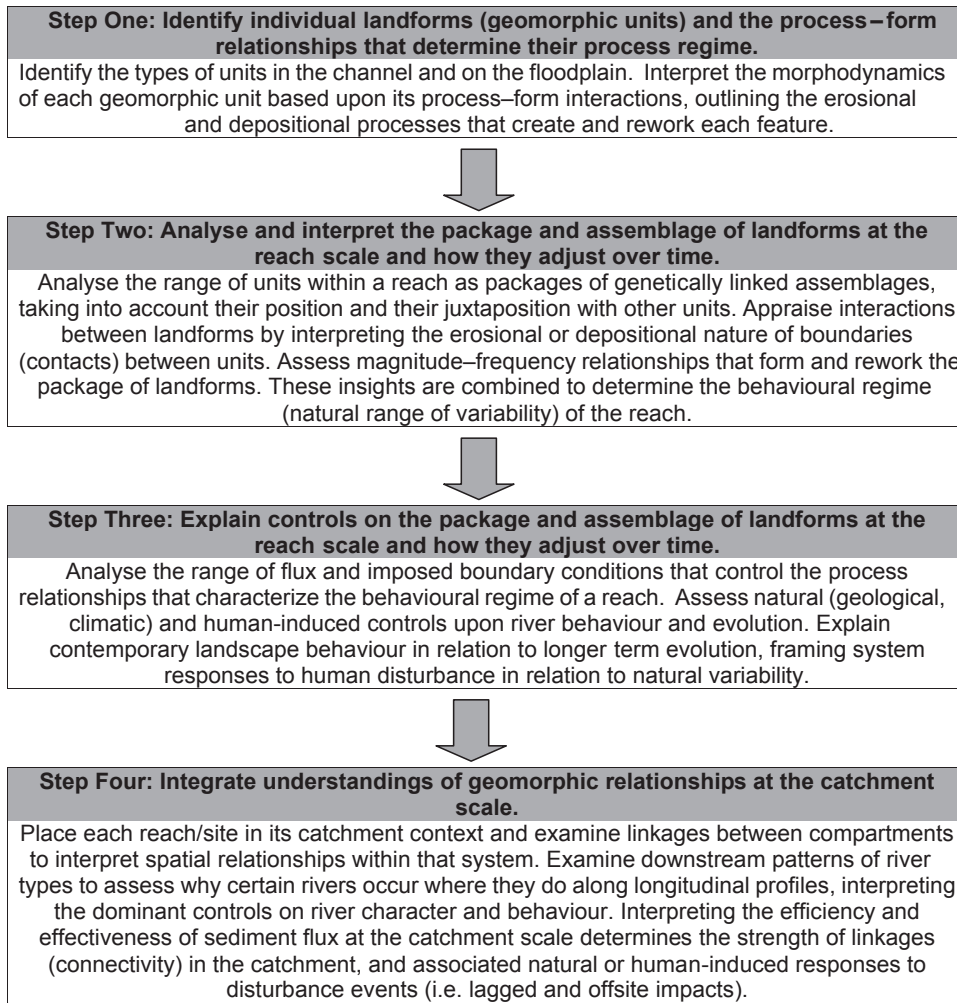 Step One: Identify individual landforms (geomorphic units) and the process–form
relationships that determine their process regime.
Identify the types of units in the channel and on the floodplain. Interpret the morphodynamics
of each geomorphic unit based upon its process–form interactions, outlining the erosional
and depositional processes that create and rework each feature.
Step Two: Analyse and interpret the package and assemblage of landforms at the
reach scale and how they adjust over time.
Analyse the range of units within a reach as packages of genetically linked assemblages,
taking into account their position and their juxtaposition with other units. Appraise interactions
between landforms by interpreting the erosional or depositional nature of boundaries
(contacts) between units. Assess magnitude–frequency relationships that form and rework the
package of landforms. These insights are combined to determine the behavioural regime
(natural range of variability) of the reach.
Step Three: Explain controls on the package and assemblage of landforms at the
reach scale and how they adjust over time.
Analyse the range of flux and imposed boundary conditions that control the process
relationships that characterize the behavioural regime of a reach. Assess natural (geological,
climatic) and human-induced controls upon river behaviour and evolution. Explain
contemporary landscape behaviour in relation to longer term evolution, framing system
responses to human disturbance in relation to natural variability.
Step Four: Integrate understandings of geomorphic relationships at the catchment
scale.
Place each reach/site in its catchment context and examine linkages between compartments
to interpret spatial relationships within that system. Examine downstream patterns of river
types to assess why certain rivers occur where they do along longitudinal profiles, interpreting
the dominant controls on river character and behaviour. Interpreting the efficiency and
effectiveness of sediment flux at the catchment scale determines the strength of linkages
(connectivity) in the catchment, and associated natural or human-induced responses to
disturbance events (i.e. lagged and offsite impacts).